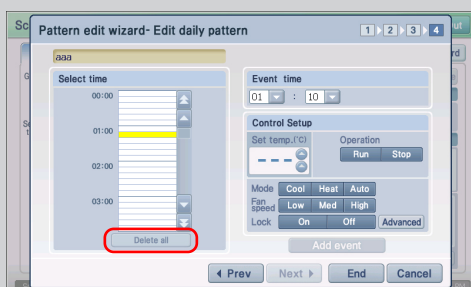 Pattern edit wizard- Edit daily pattern
1 2 3 4
aaa
Select time
00:00
01:00
02:00
03:00
Delete all
Event time
01 : 10
Control Setup
Set temp.(°C)
Operation
---
Run Stop
Mode Cool Heat Auto
Fan speed Low Med High
Lock On Off Advanced
Add event
Prev Next End Cancel